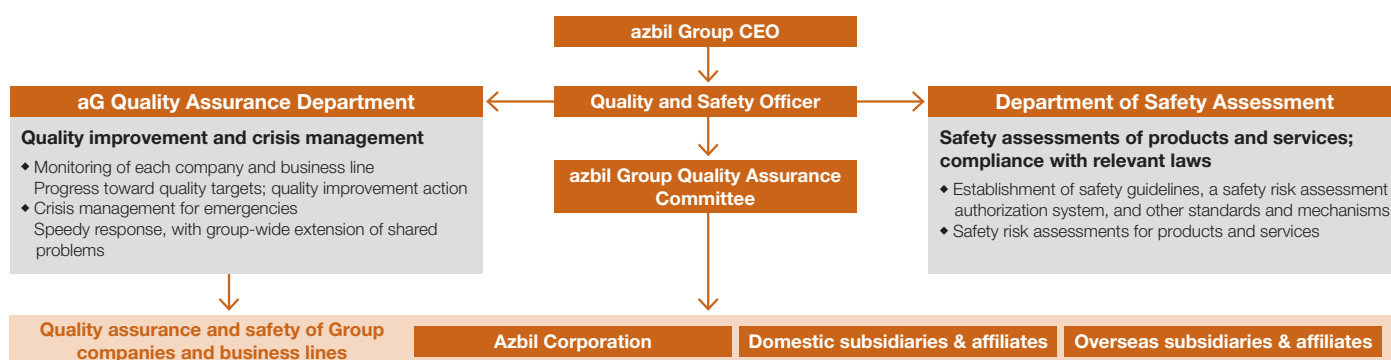 azbil Group CEO
aG Quality Assurance Department
Quality improvement and crisis management
◆ Monitoring of each company and business line
Progress toward quality targets; quality improvement action
◆ Crisis management for emergencies
Speedy response, with group-wide extension of shared
problems
Quality and Safety Officer
azbil Group Quality Assurance
Committee
Department of Safety Assessment
Safety assessments of products and services;
compliance with relevant laws
◆ Establishment of safety guidelines, a safety risk assessment
authorization system, and other standards and mechanisms
◆ Safety risk assessments for products and services
Quality assurance and safety of Group
companies and business lines
Azbil Corporation
Domestic subsidiaries & affiliates
Overseas subsidiaries & affiliates